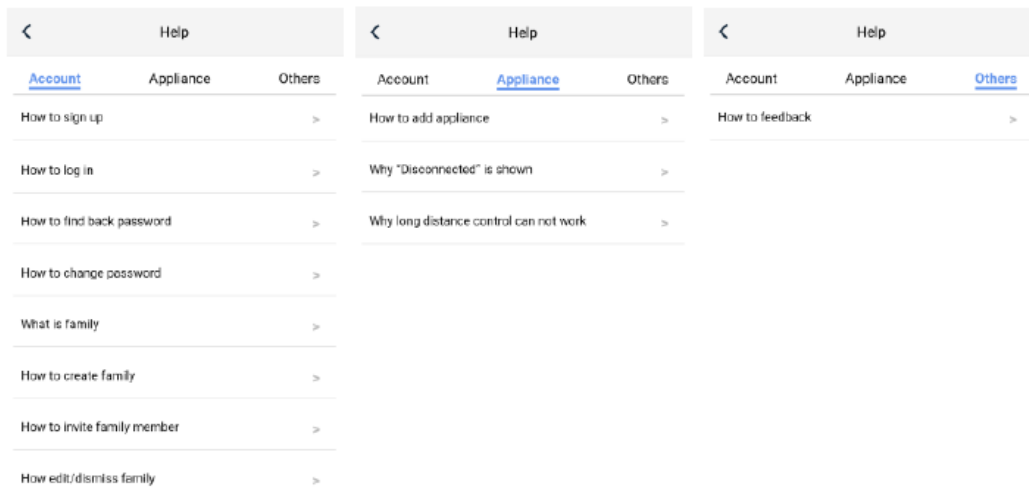 Help
Account Appliance Others
How to sign up >
How to log in >
How to find back password >
How to change password >
What is family >
How to create family >
How to invite family member >
How edit/dismiss family >
Help
Account Appliance Others
How to add appliance >
Why "Disconnected" is shown >
Why long distance control can not work >
Help
Account Appliance Others
How to feedback >